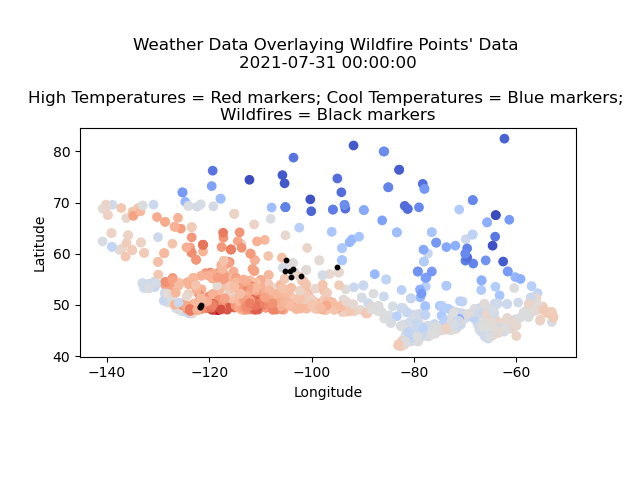 Weather Data Overlaying Wildfire Points' Data
2021-07-31 00:00:00
High Temperatures = Red markers; Cool Temperatures = Blue markers;
Wildfires = Black markers
80
70
60
50
40
Latitude
−140 −120 −100 −80 −60
Longitude